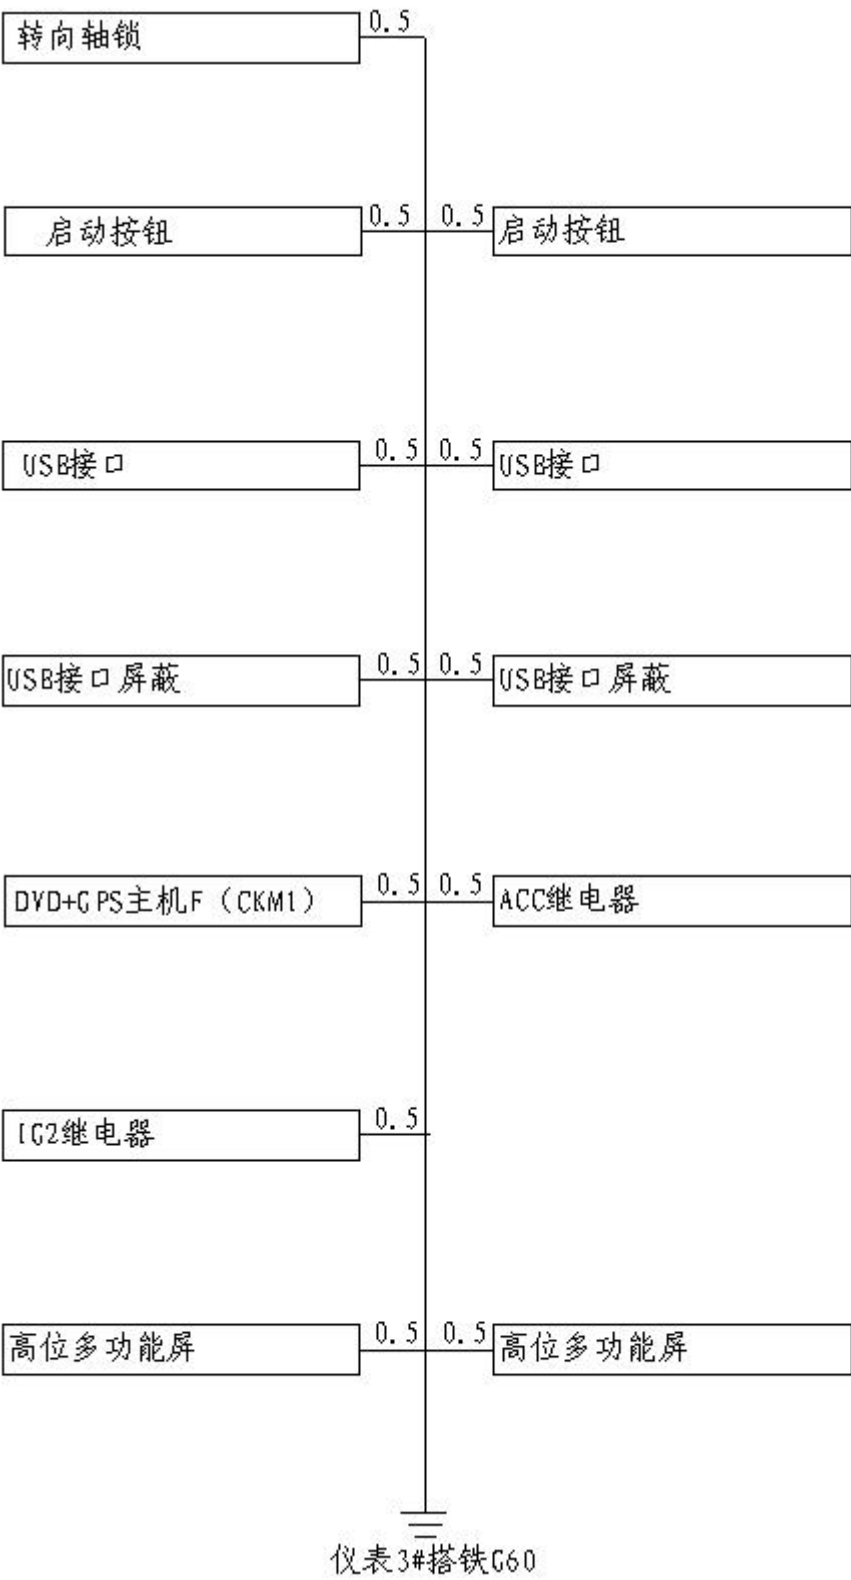 转向轴锁 0.5
启动按钮 0.5 0.5 启动按钮
USB接口 0.5 0.5 USB接口
USB接口屏蔽 0.5 0.5 USB接口屏蔽
DVD+GPS主机F（CKM1） 0.5 0.5 ACC继电器
IG2继电器 0.5
高位多功能屏 0.5 0.5 高位多功能屏
仪表3#搭铁G60